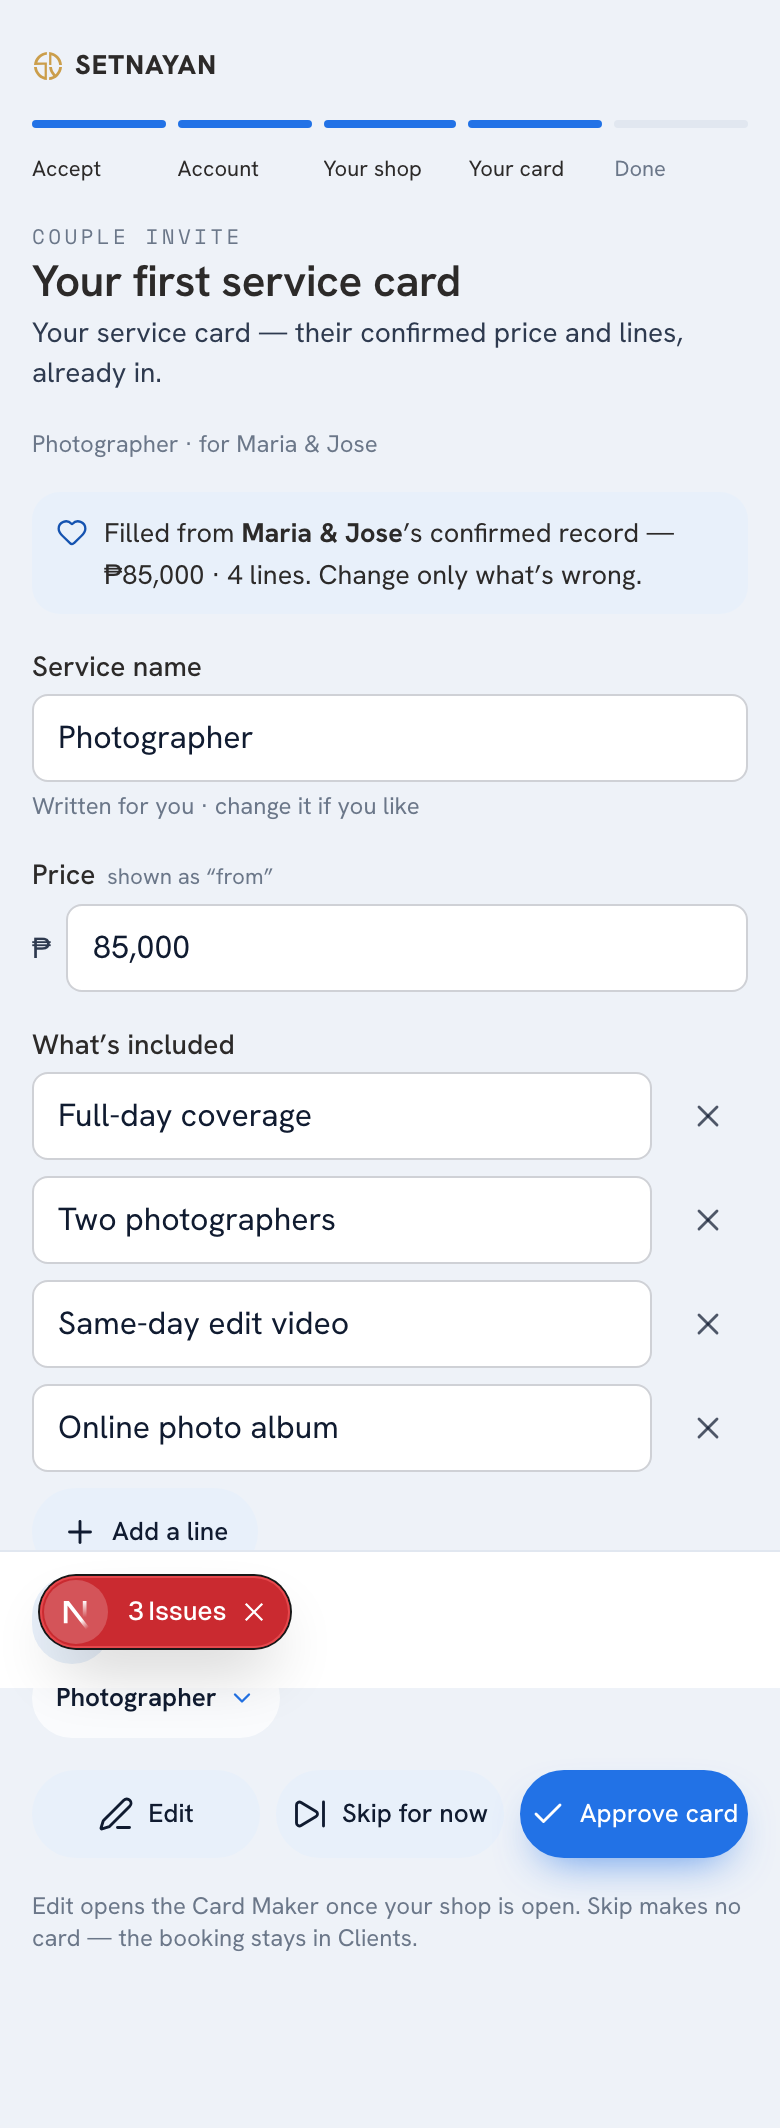 SETNAYAN
Accept
Account
Your shop
Your card
Done
COUPLE INVITE
Your first service card
Your service card — their confirmed price and lines,
already in.
Photographer · for Maria & Jose
Filled from Maria & Jose’s confirmed record —
₱85,000 · 4 lines. Change only what’s wrong.
Service name
Photographer
Written for you · change it if you like
Price shown as “from”
₱ 85,000
What’s included
Full-day coverage
Two photographers
Same-day edit video
Online photo album
Add a line
N 3 Issues
Photographer
Edit
Skip for now
Approve card
Edit opens the Card Maker once your shop is open. Skip makes no
card — the booking stays in Clients.